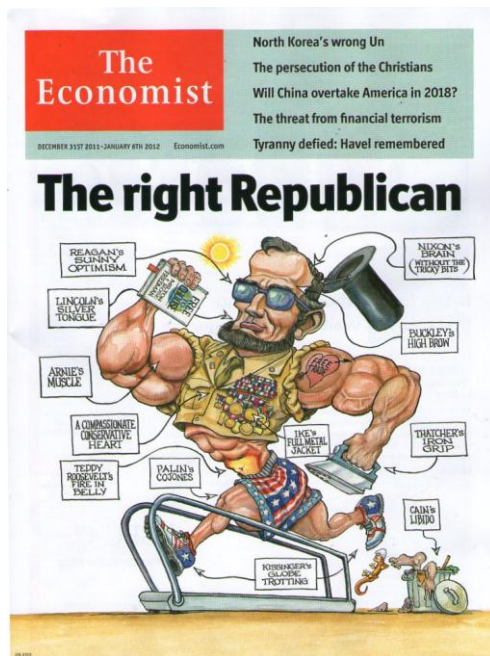 The
Economist
DECEMBER 31ST 2011–JANUARY 6TH 2012
Economist.com
North Korea's wrong Un
The persecution of the Christians
Will China overtake America in 2018?
The threat from financial terrorism
Tyranny defied: Havel remembered
The right Republican
REAGAN'S
SUNNY
OPTIMISM
NIXON'S
BRAIN
(WITHOUT THE
TRICKY BITS)
LINCOLN'S
SILVER
TONGUE
FREE
BUCKLEY'S
HIGH BROW
ARNIE'S
MUSCLE
FREE
TRADE
A COMPASSIONATE
CONSERVATIVE
HEART
IKE'S
FULL METAL
JACKET
THATCHER'S
IRON
GRIP
TEDDY
ROOSEVELT'S
FIRE IN
BELLY
PALIN'S
COJONES
CAIN'S
LIBIDO
KISSINGER'S
GLOBE
TROTTING